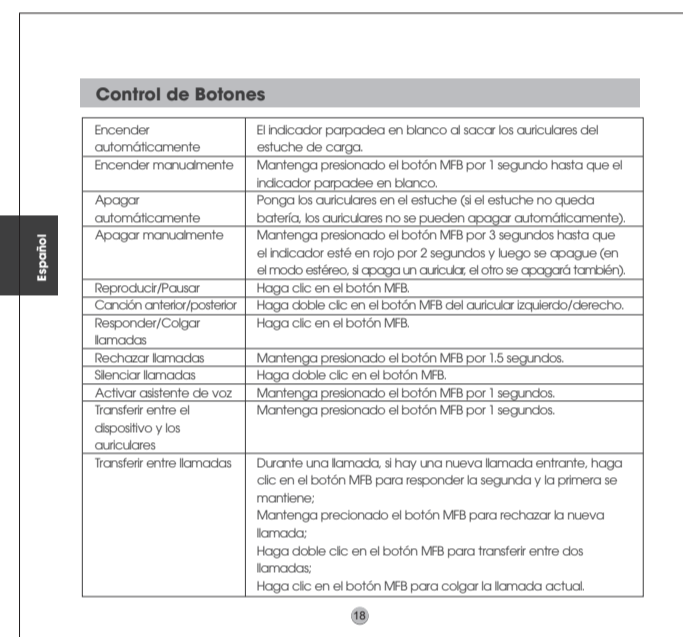 Control de Botones
Encender
automáticamente
El indicador parpadea en blanco al sacar los auriculares del
estuche de carga.
Encender manualmente
Mantenga presionado el botón MFB por 1 segundo hasta que el
indicador parpadee en blanco.
Apagar
automáticamente
Ponga los auriculares en el estuche (si el estuche no queda
batería, los auriculares no se pueden apagar automáticamente).
Apagar manualmente
Mantenga presionado el botón MFB por 3 segundos hasta que
el indicador esté en rojo por 2 segundos y luego se apague (en
el modo estéreo, si apaga un auricular, el otro se apagará también).
Reproducir/Pausar
Haga clic en el botón MFB.
Canción anterior/posterior
Haga doble clic en el botón MFB del auricular izquierdo/derecho.
Responder/Colgar
llamadas
Haga clic en el botón MFB.
Rechazar llamadas
Mantenga presionado el botón MFB por 1.5 segundos.
Silenciar llamadas
Haga doble clic en el botón MFB.
Activar asistente de voz
Mantenga presionado el botón MFB por 1 segundos.
Transferir entre el
dispositivo y los
auriculares
Mantenga presionado el botón MFB por 1 segundos.
Transferir entre llamadas
Durante una llamada, si hay una nueva llamada entrante, haga
clic en el botón MFB para responder la segunda y la primera se
mantiene;
Mantenga precionado el botón MFB para rechazar la nueva
llamada;
Haga doble clic en el botón MFB para transferir entre dos
llamadas;
Haga clic en el botón MFB para colgar la llamada actual.
Español
18